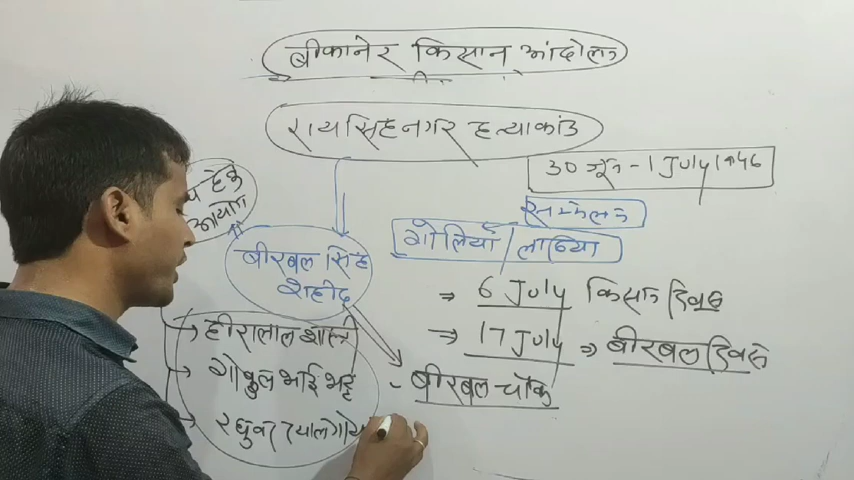 बीकानेर किसान आंदोलन
रायसिंहनगर हत्याकांड
30 जून - 1 July 1946
सम्मेलन
गोलियाँ / लाठिया
हेतु
आयोग
बीरबल सिंह
शहीद
⇒ 6 July किसान दिवस
⇒ 17 July ⇒ बीरबल दिवस
- बीरबल चौक
हीरालाल शास्त्री
गोकुल भाई भट्ट
रघुवर दयाल